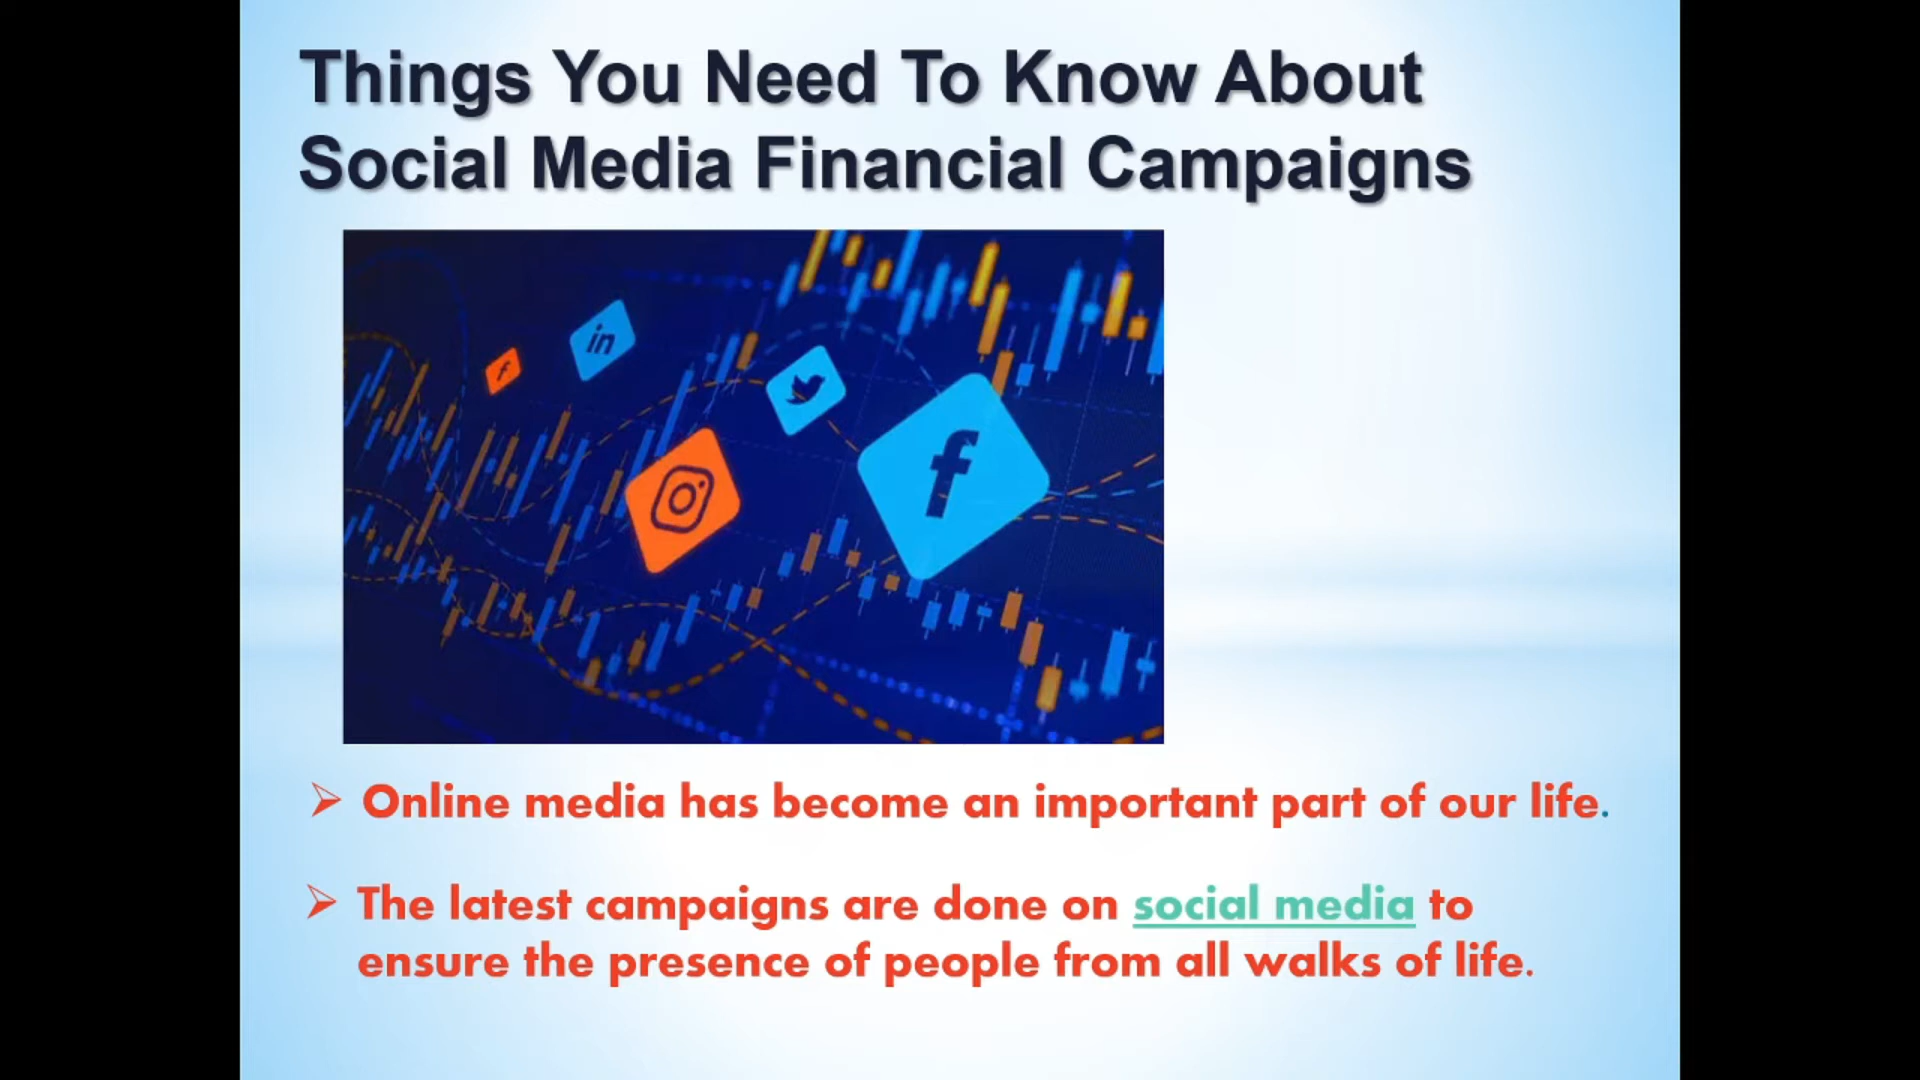 Things You Need To Know About
Social Media Financial Campaigns
in
f
f
Online media has become an important part of our life.
The latest campaigns are done on social media to
ensure the presence of people from all walks of life.